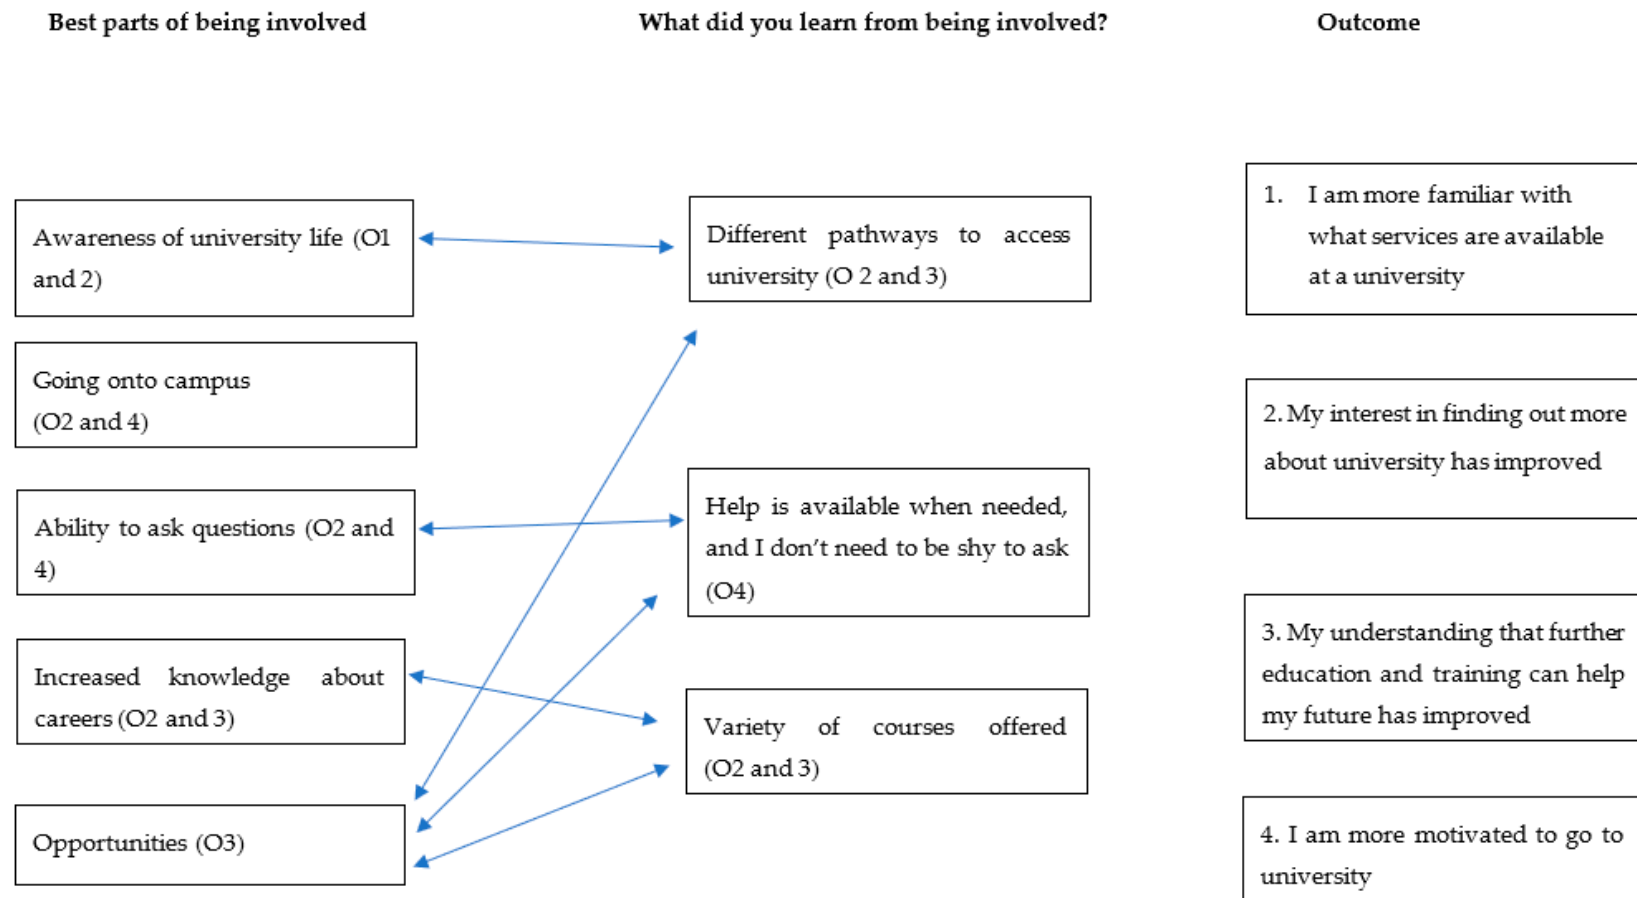 Best parts of being involved
What did you learn from being involved?
Outcome
Awareness of university life (O1
and 2)
Going onto campus
(O2 and 4)
Ability to ask questions (O2 and
4)
Increased knowledge about
careers (O2 and 3)
Opportunities (O3)
Different pathways to access
university (O 2 and 3)
Help is available when needed,
and I don’t need to be shy to ask
(O4)
Variety of courses offered
(O2 and 3)
1. I am more familiar with
what services are available
at a university
2. My interest in finding out more
about university has improved
3. My understanding that further
education and training can help
my future has improved
4. I am more motivated to go to
university